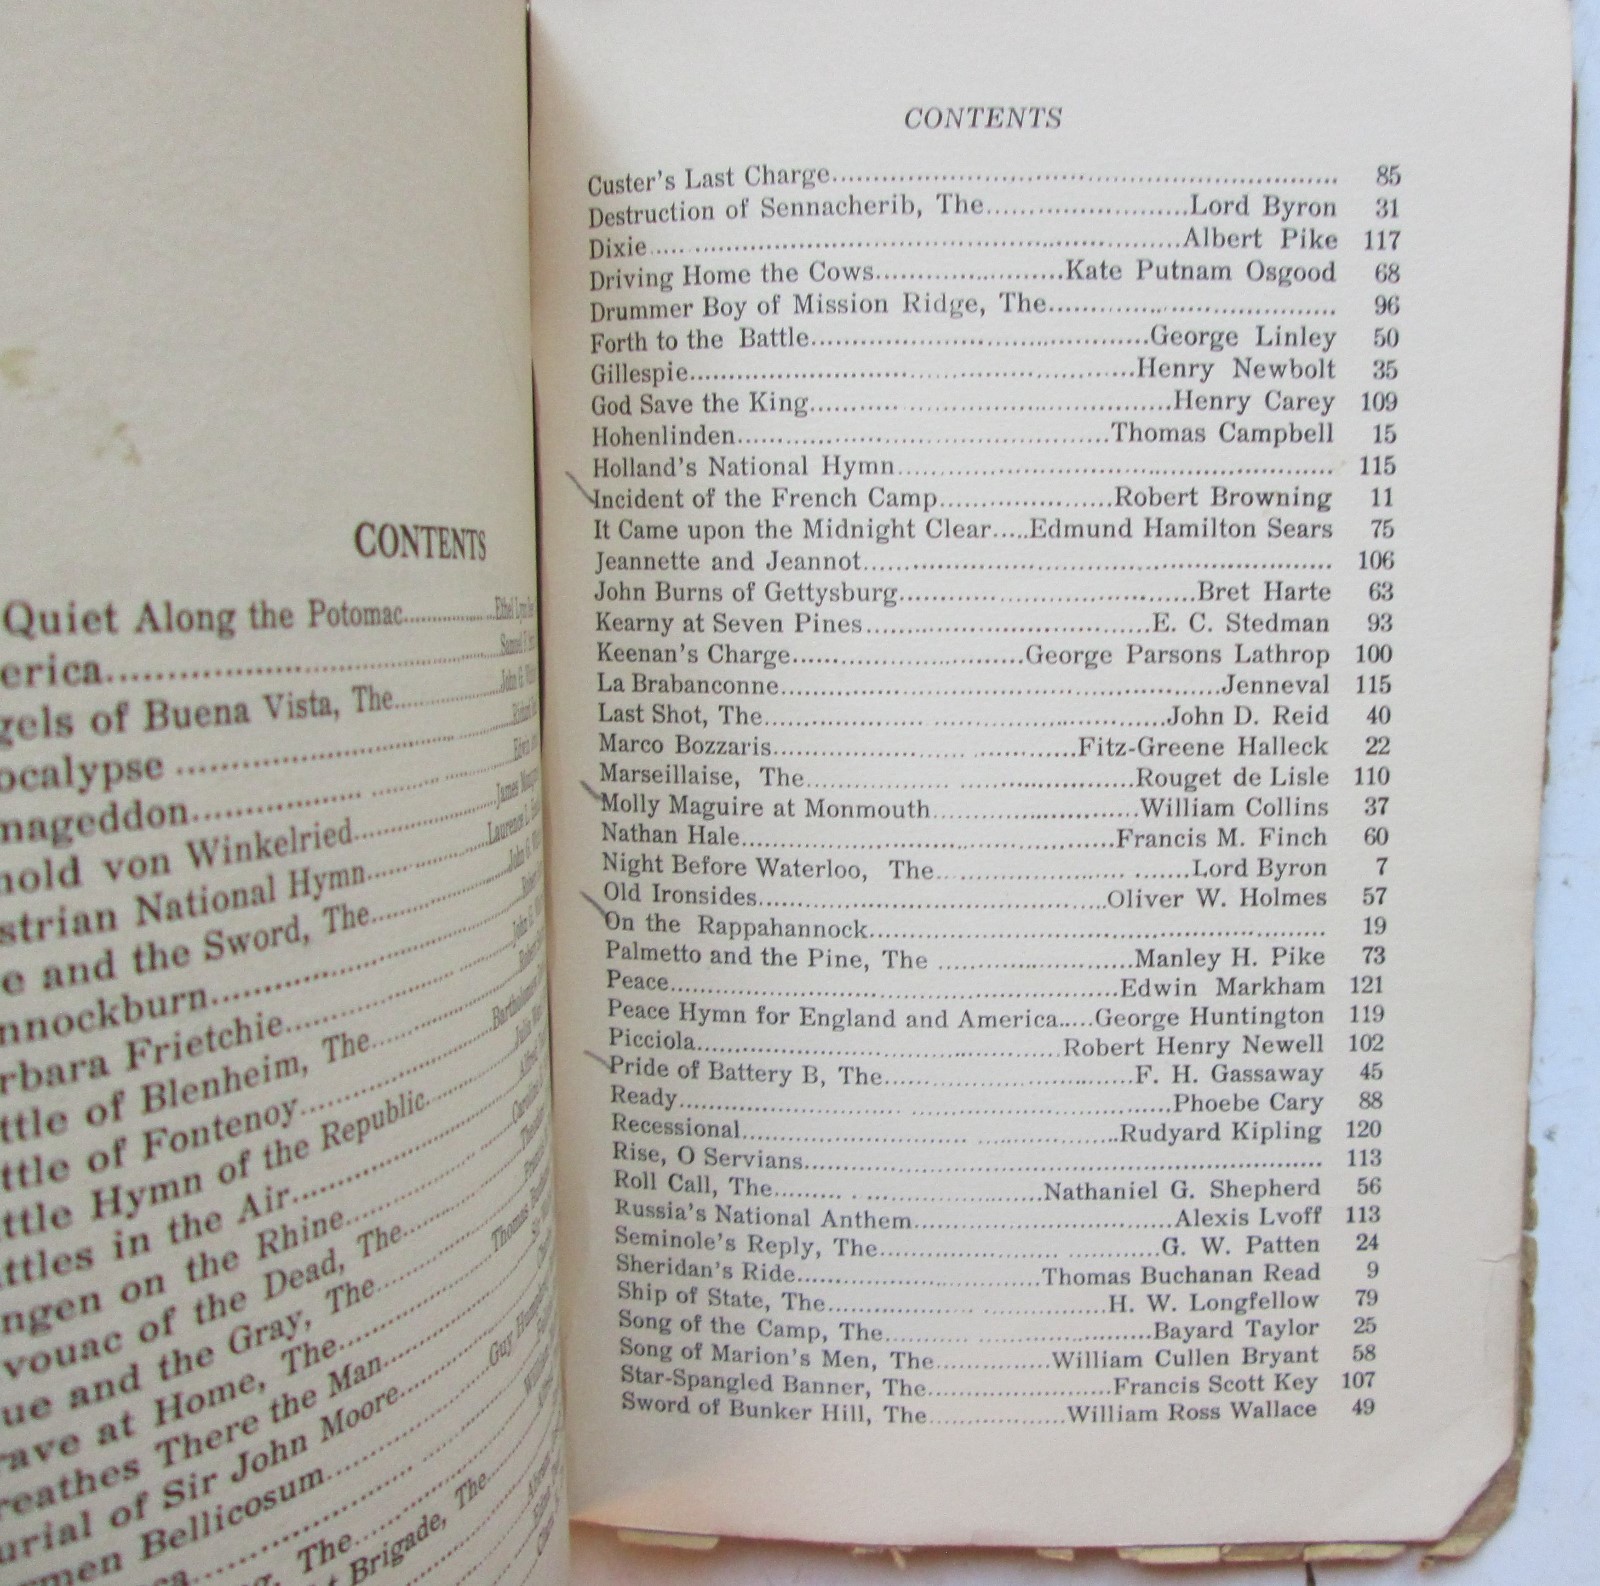 CONTENTS
Quiet Along the Potomac
erica
gels of Buena Vista, The
ocalypse
mageddon
nold von Winkelried
strian National Hymn
e and the Sword, The
nnockburn
rbara Frietchie
ttle of Blenheim, The
ttle of Fontenoy
ttle Hymn of the Republic
ttles in the Air
ngen on the Rhine
vouac of the Dead, The
ue and the Gray, The
rave at Home, The
reathes There the Man
urial of Sir John Moore
rmen Bellicosum
The
Brigade, The
CONTENTS
Custer's Last Charge 85
Destruction of Sennacherib, The Lord Byron 31
Dixie Albert Pike 117
Driving Home the Cows Kate Putnam Osgood 68
Drummer Boy of Mission Ridge, The 96
Forth to the Battle George Linley 50
Gillespie Henry Newbolt 35
God Save the King Henry Carey 109
Hohenlinden Thomas Campbell 15
Holland's National Hymn 115
Incident of the French Camp Robert Browning 11
It Came upon the Midnight Clear Edmund Hamilton Sears 75
Jeannette and Jeannot 106
John Burns of Gettysburg Bret Harte 63
Kearny at Seven Pines E. C. Stedman 93
Keenan's Charge George Parsons Lathrop 100
La Brabanconne Jenneval 115
Last Shot, The John D. Reid 40
Marco Bozzaris Fitz-Greene Halleck 22
Marseillaise, The Rouget de Lisle 110
Molly Maguire at Monmouth William Collins 37
Nathan Hale Francis M. Finch 60
Night Before Waterloo, The Lord Byron 7
Old Ironsides Oliver W. Holmes 57
On the Rappahannock 19
Palmetto and the Pine, The Manley H. Pike 73
Peace Edwin Markham 121
Peace Hymn for England and America George Huntington 119
Picciola Robert Henry Newell 102
Pride of Battery B, The F. H. Gassaway 45
Ready Phoebe Cary 88
Recessional Rudyard Kipling 120
Rise, O Servians 113
Roll Call, The Nathaniel G. Shepherd 56
Russia's National Anthem Alexis Lvoff 113
Seminole's Reply, The G. W. Patten 24
Sheridan's Ride Thomas Buchanan Read 9
Ship of State, The H. W. Longfellow 79
Song of the Camp, The Bayard Taylor 25
Song of Marion's Men, The William Cullen Bryant 58
Star-Spangled Banner, The Francis Scott Key 107
Sword of Bunker Hill, The William Ross Wallace 49